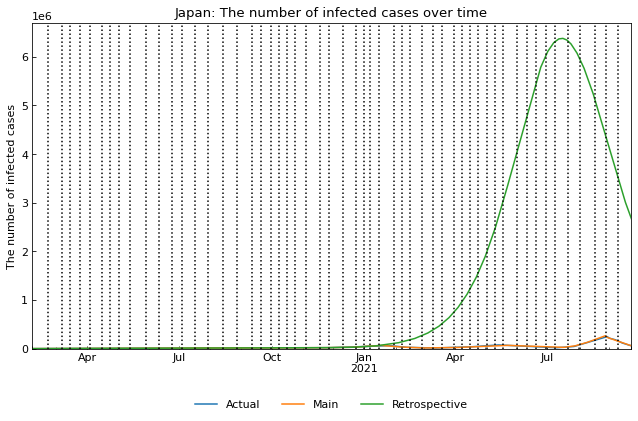 Japan: The number of infected cases over time
1e6
The number of infected cases
6
5
4
3
2
1
0
Apr Jul Oct Jan Apr Jul
2021
Actual Main Retrospective